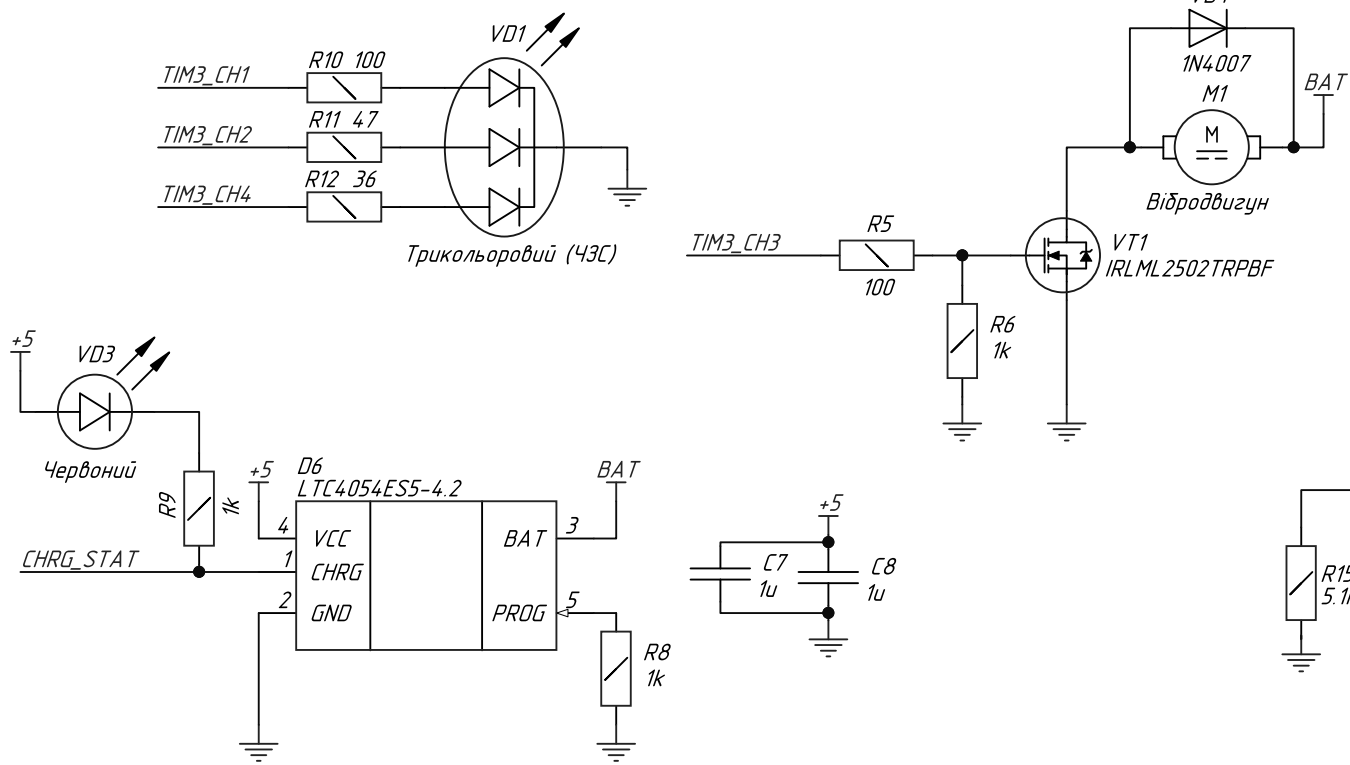 VD1
R10 100
TIM3_CH1
R11 47
TIM3_CH2
R12 36
TIM3_CH4
Трикольоровий (ЧЗС)
1N4007
M1
BAT
M
Вібродвигун
TIM3_CH3
R5
100
VT1
IRLML2502TRPBF
R6
1k
+5
VD3
Червоний
R9
1k
CHRG_STAT
+5
D6
LTC4054ES5-4.2
4
VCC
1
CHRG
2
GND
BAT
3
BAT
5
PROG
R8
1k
+5
C7
1u
C8
1u
R15